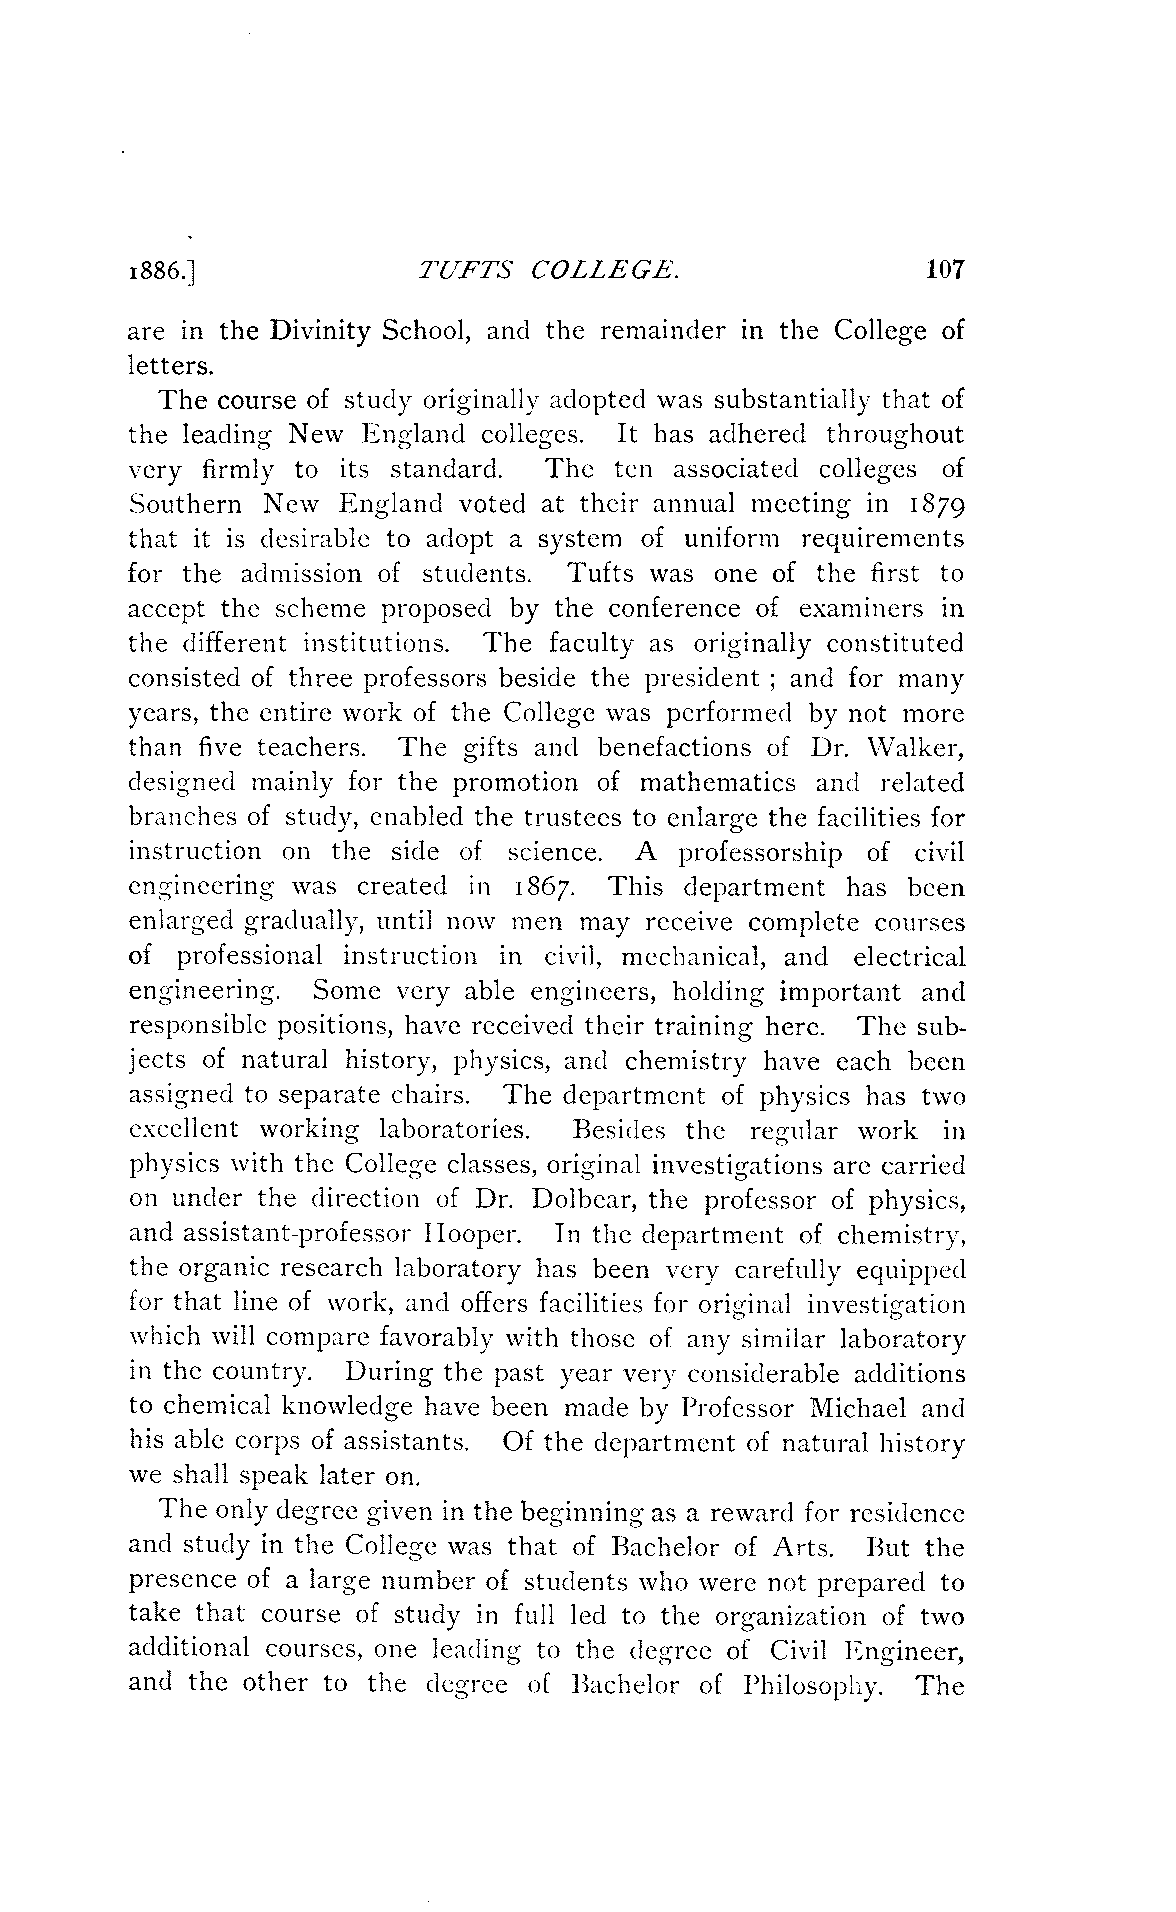 1886.] TUFTS COLLEGE. 107
are in the Divinity School, and the remainder in the College of
letters.
The course of study originally adopted was substantially that of
the leading New England colleges. It has adhered throughout
very firmly to its standard. The ten associated colleges of
Southern New England voted at their annual meeting in 1879
that it is desirable to adopt a system of uniform requirements
for the admission of students. Tufts was one of the first to
accept the scheme proposed by the conference of examiners in
the different institutions. The faculty as originally constituted
consisted of three professors beside the president ; and for many
years, the entire work of the College was performed by not more
than five teachers. The gifts and benefactions of Dr. Walker,
designed mainly for the promotion of mathematics and related
branches of study, enabled the trustees to enlarge the facilities for
instruction on the side of science. A professorship of civil
engineering was created in 1867. This department has been
enlarged gradually, until now men may receive complete courses
of professional instruction in civil, mechanical, and electrical
engineering. Some very able engineers, holding important and
responsible positions, have received their training here. The sub-
jects of natural history, physics, and chemistry have each been
assigned to separate chairs. The department of physics has two
excellent working laboratories. Besides the regular work in
physics with the College classes, original investigations are carried
on under the direction of Dr. Dolbear, the professor of physics,
and assistant-professor Hooper. In the department of chemistry,
the organic research laboratory has been very carefully equipped
for that line of work, and offers facilities for original investigation
which will compare favorably with those of any similar laboratory
in the country. During the past year very considerable additions
to chemical knowledge have been made by Professor Michael and
his able corps of assistants. Of the department of natural history
we shall speak later on.
The only degree given in the beginning as a reward for residence
and study in the College was that of Bachelor of Arts. But the
presence of a large number of students who were not prepared to
take that course of study in full led to the organization of two
additional courses, one leading to the degree of Civil Engineer,
and the other to the degree of Bachelor of Philosophy. The